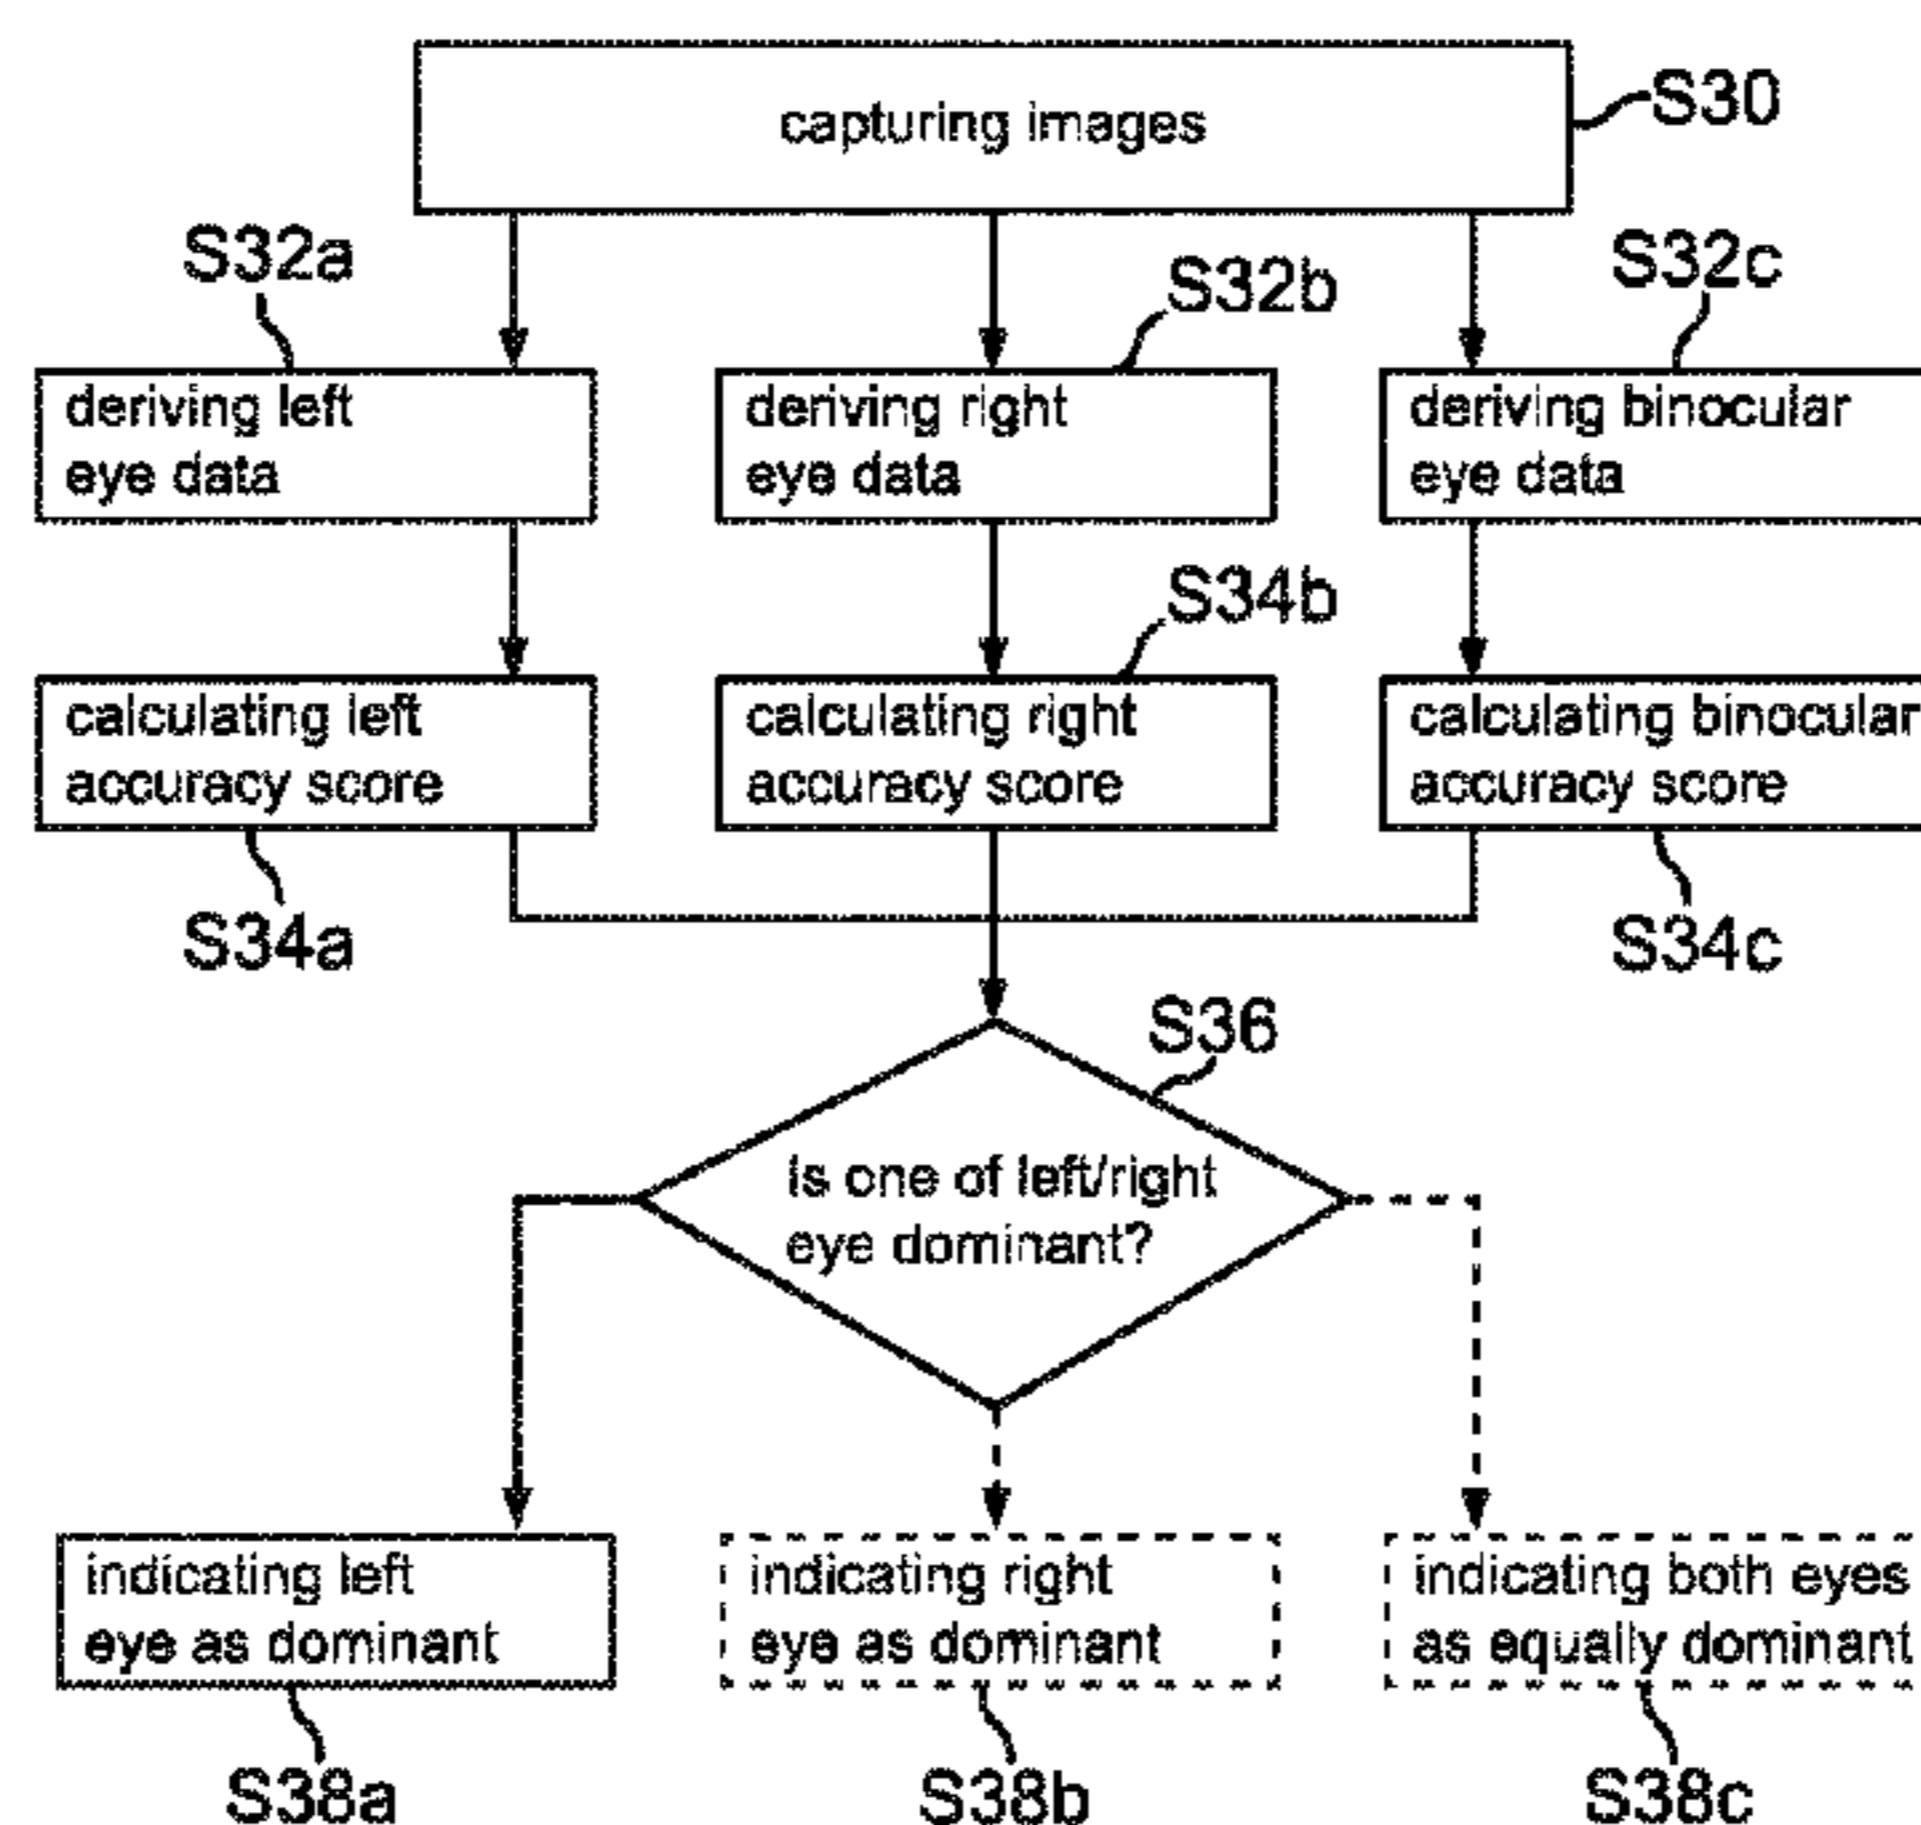 capturing images
S30
S32a
S32b
S32c
deriving left
eye data
deriving right
eye data
deriving binocular
eye data
S34b
calculating left
accuracy score
calculating right
accuracy score
calculating binocular
accuracy score
S34a
S34c
S36
is one of left/right
eye dominant?
indicating left
eye as dominant
indicating right
eye as dominant
indicating both eyes
as equally dominant
S38a
S38b
S38c